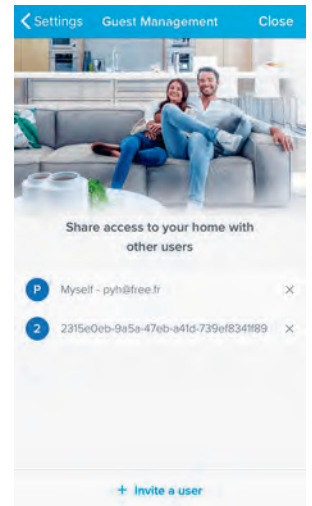 Settings Guest Management Close
Share access to your home with
other users
P Myself - pyh@free.fr ×
2 2315e0eb-9a5a-47eb-a41d-739ef8341f89 ×
+ Invite a user